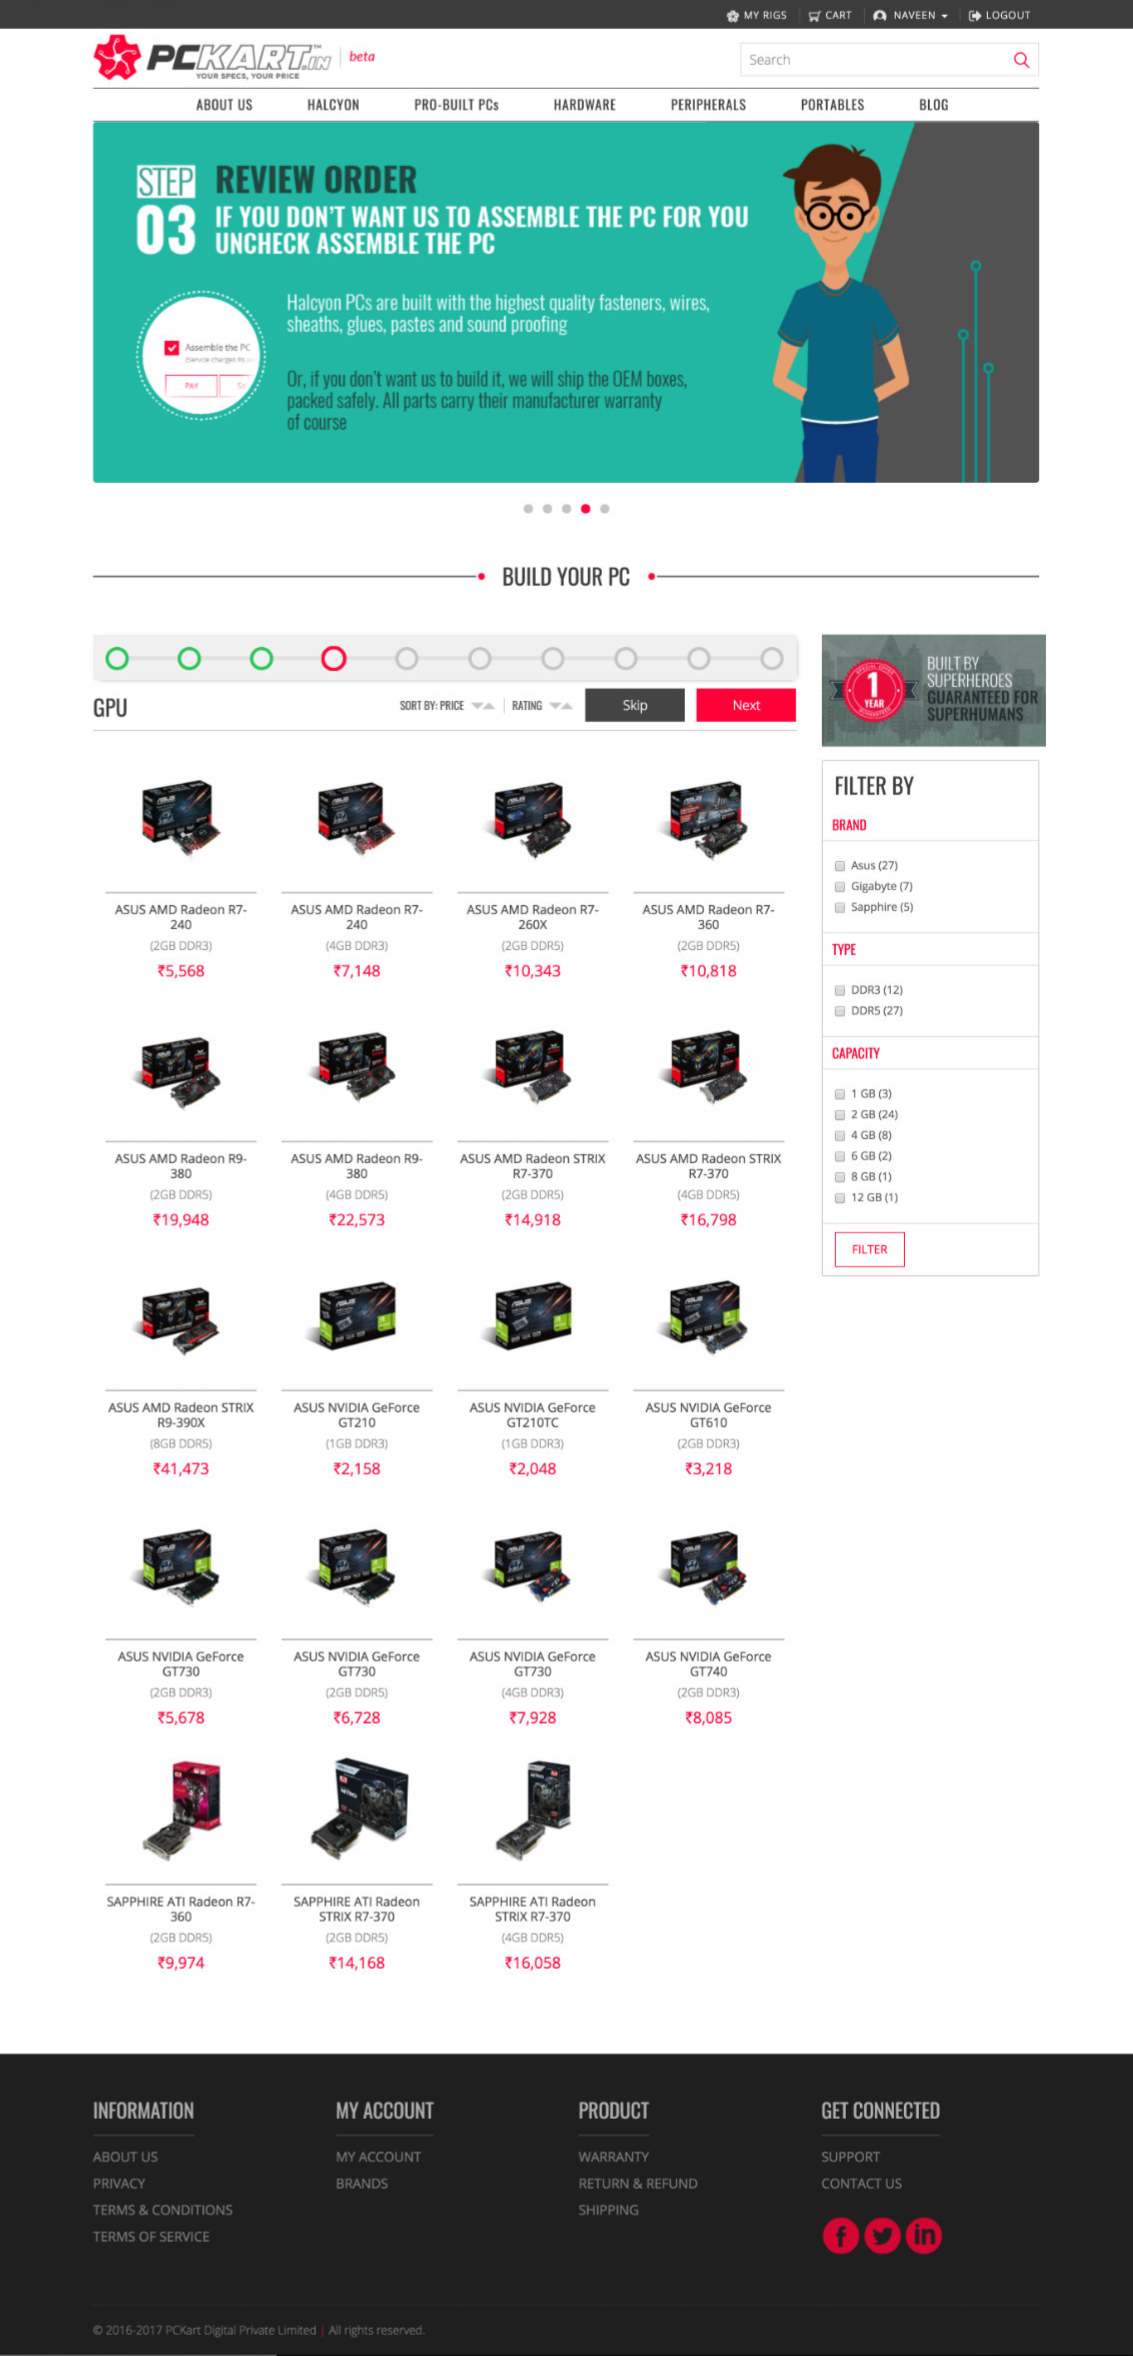 MY RIGS CART NAVEEN LOGOUT
PCKART.IN™ beta
YOUR SPECS, YOUR PRICE
Search
ABOUT US HALCYON PRO-BUILT PCs HARDWARE PERIPHERALS PORTABLES BLOG
STEP 03
REVIEW ORDER
IF YOU DON'T WANT US TO ASSEMBLE THE PC FOR YOU
UNCHECK ASSEMBLE THE PC
Halcyon PCs are built with the highest quality fasteners, wires,
sheaths, glues, pastes and sound proofing
Assemble the PC
PAY
Or, if you don't want us to build it, we will ship the OEM boxes,
packed safely. All parts carry their manufacturer warranty
of course
BUILD YOUR PC
GPU
SORT BY: PRICE RATING Skip Next
ASUS AMD Radeon R7-
240
(2GB DDR3)
₹5,568
ASUS AMD Radeon R7-
240
(4GB DDR3)
₹7,148
ASUS AMD Radeon R7-
260X
(2GB DDR5)
₹10,343
ASUS AMD Radeon R7-
360
(2GB DDR5)
₹10,818
ASUS AMD Radeon R9-
380
(2GB DDR5)
₹19,948
ASUS AMD Radeon R9-
380
(4GB DDR5)
₹22,573
ASUS AMD Radeon STRIX
R7-370
(2GB DDR5)
₹14,918
ASUS AMD Radeon STRIX
R7-370
(4GB DDR5)
₹16,798
ASUS AMD Radeon STRIX
R9-390X
(8GB DDR5)
₹41,473
ASUS NVIDIA GeForce
GT210
(1GB DDR3)
₹2,158
ASUS NVIDIA GeForce
GT210TC
(1GB DDR3)
₹2,048
ASUS NVIDIA GeForce
GT610
(2GB DDR3)
₹3,218
ASUS NVIDIA GeForce
GT730
(2GB DDR3)
₹5,678
ASUS NVIDIA GeForce
GT730
(2GB DDR5)
₹6,728
ASUS NVIDIA GeForce
GT730
(4GB DDR3)
₹7,928
ASUS NVIDIA GeForce
GT740
(2GB DDR3)
₹8,085
SAPPHIRE ATI Radeon R7-
360
(2GB DDR5)
₹9,974
SAPPHIRE ATI Radeon
STRIX R7-370
(2GB DDR5)
₹14,168
SAPPHIRE ATI Radeon
STRIX R7-370
(4GB DDR5)
₹16,058
SPECIAL OFFER
1
YEAR
BUILT BY
SUPERHEROES
GUARANTEED FOR
SUPERHUMANS
FILTER BY
BRAND
Asus (27)
Gigabyte (7)
Sapphire (5)
TYPE
DDR3 (12)
DDR5 (27)
CAPACITY
1 GB (3)
2 GB (24)
4 GB (8)
6 GB (2)
8 GB (1)
12 GB (1)
FILTER
INFORMATION
ABOUT US
PRIVACY
TERMS & CONDITIONS
TERMS OF SERVICE
MY ACCOUNT
MY ACCOUNT
BRANDS
PRODUCT
WARRANTY
RETURN & REFUND
SHIPPING
GET CONNECTED
SUPPORT
CONTACT US
© 2016-2017 PCKart Digital Private Limited | All rights reserved.